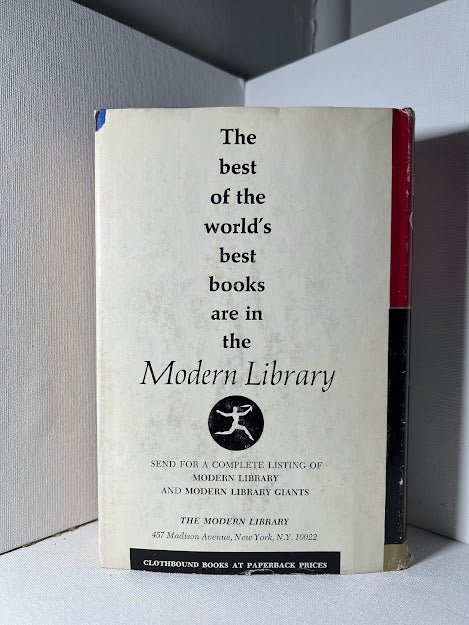 The
best
of the
world's
best
books
are in
the
Modern Library
SEND FOR A COMPLETE LISTING OF
MODERN LIBRARY
AND MODERN LIBRARY GIANTS
THE MODERN LIBRARY
457 Madison Avenue, New York, N.Y. 10022
CLOTHBOUND BOOKS AT PAPERBACK PRICES